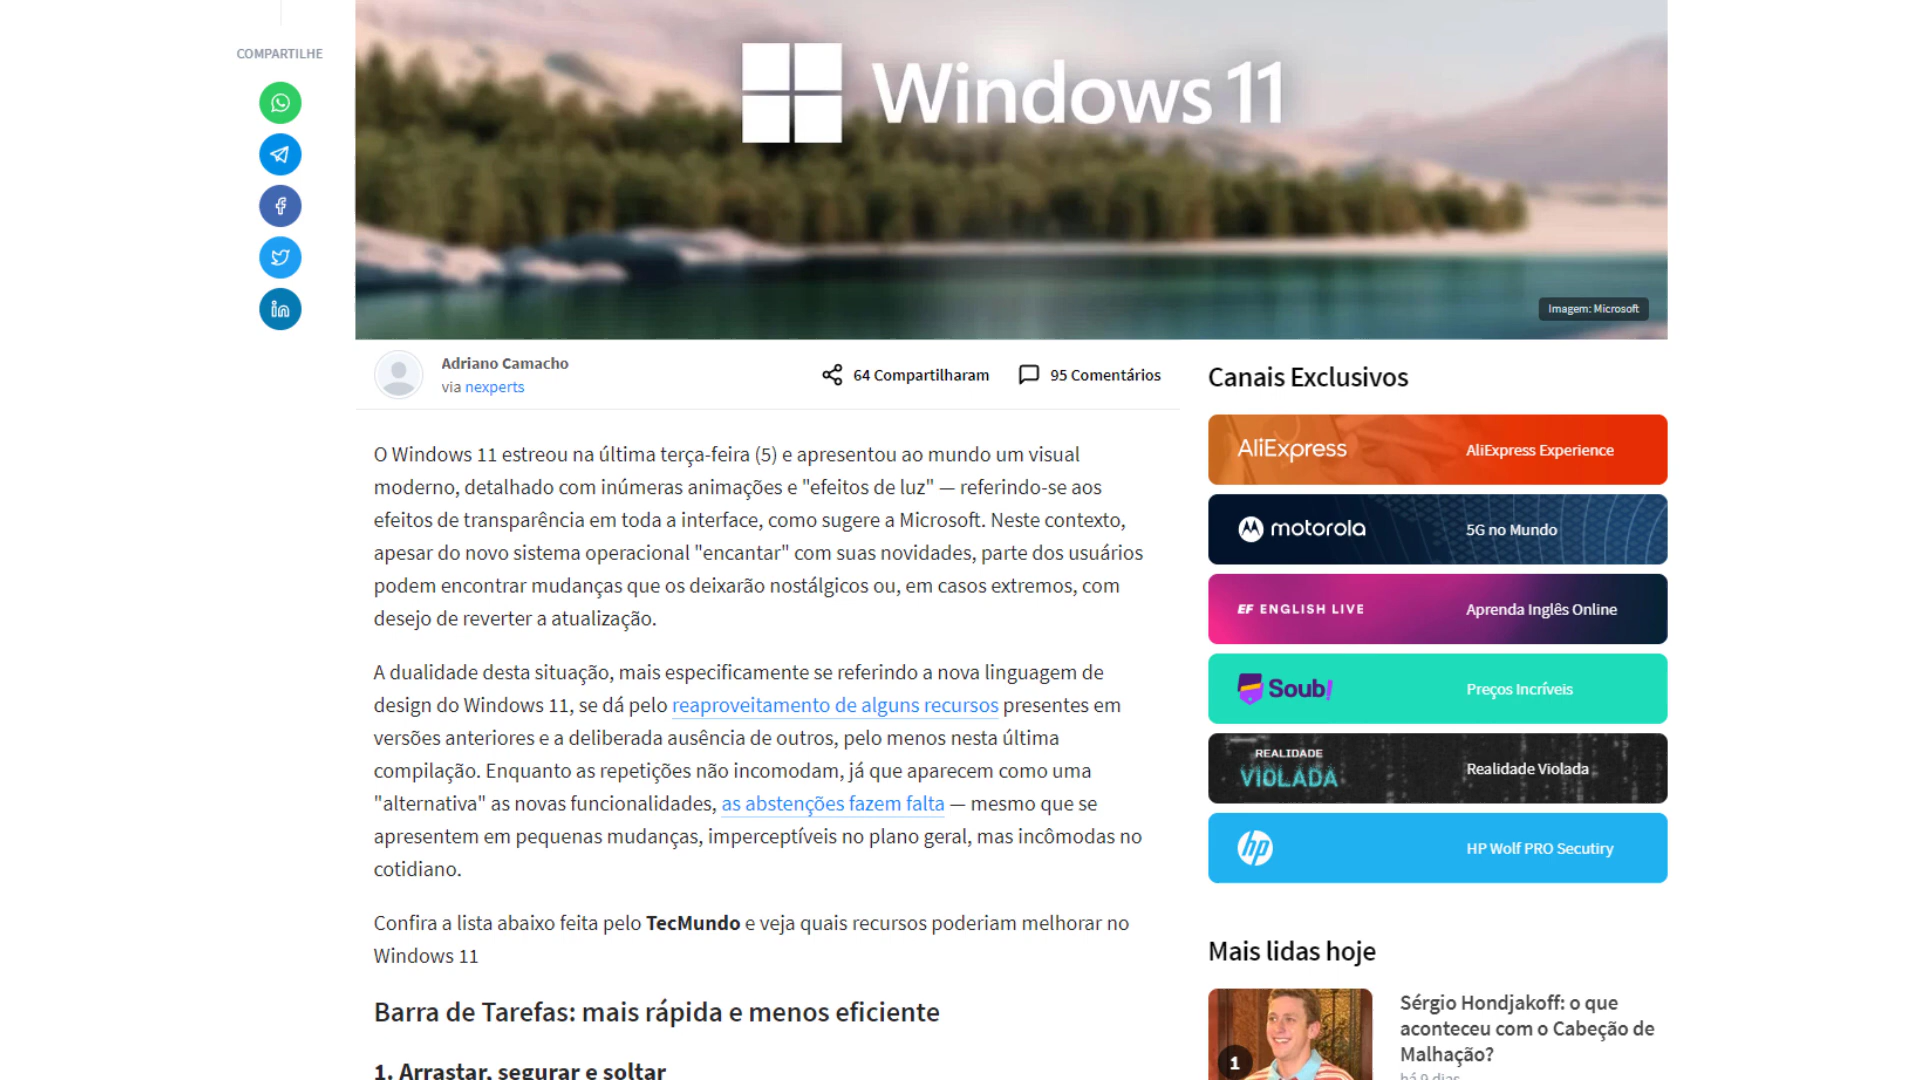 COMPARTILHE
Windows 11
Imagem: Microsoft
Adriano Camacho
via nexperts
64 Compartilharam
95 Comentários
O Windows 11 estreou na última terça-feira (5) e apresentou ao mundo um visual
moderno, detalhado com inúmeras animações e "efeitos de luz" — referindo-se aos
efeitos de transparência em toda a interface, como sugere a Microsoft. Neste contexto,
apesar do novo sistema operacional "encantar" com suas novidades, parte dos usuários
podem encontrar mudanças que os deixarão nostálgicos ou, em casos extremos, com
desejo de reverter a atualização.
A dualidade desta situação, mais especificamente se referindo a nova linguagem de
design do Windows 11, se dá pelo reaproveitamento de alguns recursos presentes em
versões anteriores e a deliberada ausência de outros, pelo menos nesta última
compilação. Enquanto as repetições não incomodam, já que aparecem como uma
"alternativa" as novas funcionalidades, as abstenções fazem falta — mesmo que se
apresentem em pequenas mudanças, imperceptíveis no plano geral, mas incômodas no
cotidiano.
Confira a lista abaixo feita pelo TecMundo e veja quais recursos poderiam melhorar no
Windows 11
Barra de Tarefas: mais rápida e menos eficiente
1. Arrastar, segurar e soltar
Canais Exclusivos
AliExpress
AliExpress Experience
motorola
5G no Mundo
EF ENGLISH LIVE
Aprenda Inglês Online
Soub!
Preços Incríveis
REALIDADE
VIOLADA
Realidade Violada
hp
HP Wolf PRO Secutiry
Mais lidas hoje
1
Sérgio Hondjakoff: o que
aconteceu com o Cabeção de
Malhação?
há 9 dias